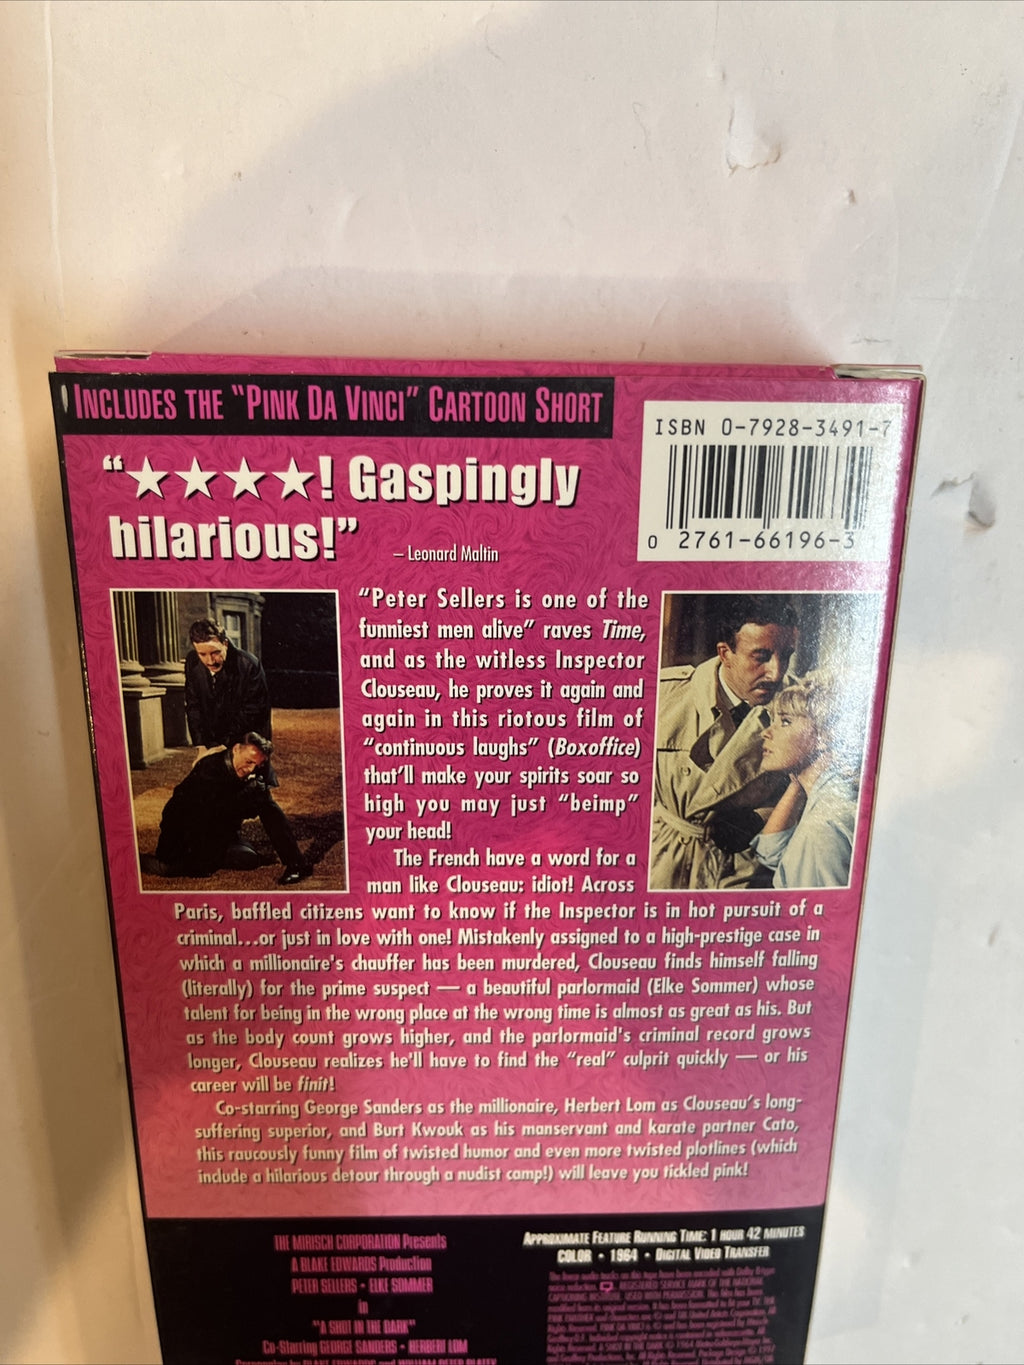 INCLUDES THE "PINK DA VINCI" CARTOON SHORT
ISBN 0-7928-3491-7
0 2761-66196-3
"★★★★! Gaspingly
hilarious!"
– Leonard Maltin
"Peter Sellers is one of the
funniest men alive" raves Time,
and as the witless Inspector
Clouseau, he proves it again and
again in this riotous film of
"continuous laughs" (Boxoffice)
that'll make your spirits soar so
high you may just "beimp"
your head!
The French have a word for a
man like Clouseau: idiot! Across
Paris, baffled citizens want to know if the Inspector is in hot pursuit of a
criminal...or just in love with one! Mistakenly assigned to a high-prestige case in
which a millionaire's chauffer has been murdered, Clouseau finds himself falling
(literally) for the prime suspect — a beautiful parlormaid (Elke Sommer) whose
talent for being in the wrong place at the wrong time is almost as great as his. But
as the body count grows higher, and the parlormaid's criminal record grows
longer, Clouseau realizes he'll have to find the "real" culprit quickly — or his
career will be finit!
Co-starring George Sanders as the millionaire, Herbert Lom as Clouseau's long-
suffering superior, and Burt Kwouk as his manservant and karate partner Cato,
this raucously funny film of twisted humor and even more twisted plotlines (which
include a hilarious detour through a nudist camp!) will leave you tickled pink!
THE MIRISCH CORPORATION Presents
A BLAKE EDWARDS Production
PETER SELLERS • ELKE SOMMER
in
"A SHOT IN THE DARK"
Co-Starring GEORGE SANDERS • HERBERT LOM
APPROXIMATE FEATURE RUNNING TIME: 1 HOUR 42 MINUTES
COLOR • 1964 • DIGITAL VIDEO TRANSFER